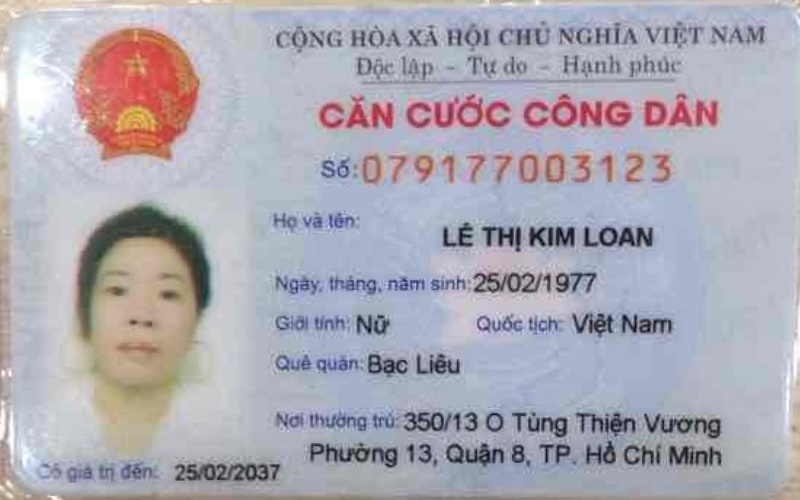 CỘNG HÒA XÃ HỘI CHỦ NGHĨA VIỆT NAM
Độc lập - Tự do - Hạnh phúc
CĂN CƯỚC CÔNG DÂN
Số: 079177003123
Họ và tên:
LÊ THỊ KIM LOAN
Ngày, tháng, năm sinh: 25/02/1977
Giới tính: Nữ Quốc tịch: Việt Nam
Quê quán: Bạc Liêu
Nơi thường trú: 350/13 O Tùng Thiện Vương
Phường 13, Quận 8, TP. Hồ Chí Minh
Có giá trị đến: 25/02/2037